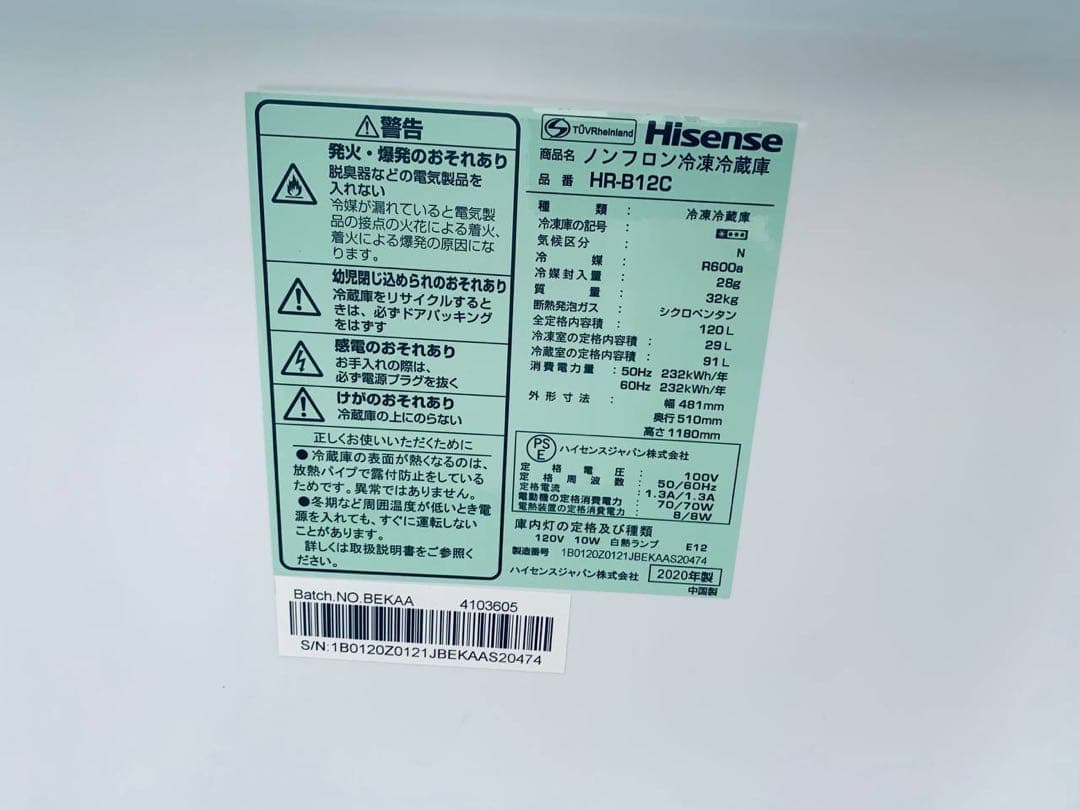 警告
発火・爆発のおそれあり
脱臭器などの電気製品を
入れない
冷媒が漏れていると電気製
品の接点の火花による着火、
着火による爆発の原因にな
ります。
幼児閉じ込められのおそれあり
冷蔵庫をリサイクルすると
きは、必ずドアパッキング
をはずす
感電のおそれあり
お手入れの際は、
必ず電源プラグを抜く
けがのおそれあり
冷蔵庫の上にのらない
正しくお使いいただくために
●冷蔵庫の表面が熱くなるのは、
放熱パイプで露付防止をしている
ためです。異常ではありません。
●冬期など周囲温度が低いとき電
源を入れても、すぐに運転しない
ことがあります。
詳しくは取扱説明書をご参照く
ださい。
TÜVRheinland Hisense
商品名 ノンフロン冷凍冷蔵庫
品番 HR-B12C
種類 : 冷凍冷蔵庫
冷凍庫の記号 :
気候区分 : N
冷媒 : R600a
冷媒封入量 : 28g
質量 : 32kg
断熱発泡ガス : シクロペンタン
全定格内容積 : 120L
冷凍室の定格内容積 : 29L
冷蔵室の定格内容積 : 91L
消費電力量 : 50Hz 232kWh/年
60Hz 232kWh/年
外形寸法 : 幅 481mm
奥行 510mm
高さ 1180mm
PSE ハイセンスジャパン株式会社
定格電圧 : 100V
定格周波数 : 50/60Hz
定格電流 : 1.3A/1.3A
電動機の定格消費電力 : 70/70W
電熱装置の定格消費電力 : 8/8W
庫内灯の定格及び種類
120V 10W 白熱ランプ E12
製造番号 1B0120Z0121JBEKAAS20474
ハイセンスジャパン株式会社 2020年製
中国製
Batch.NO.BEKAA 4103605
S/N:1B0120Z0121JBEKAAS20474